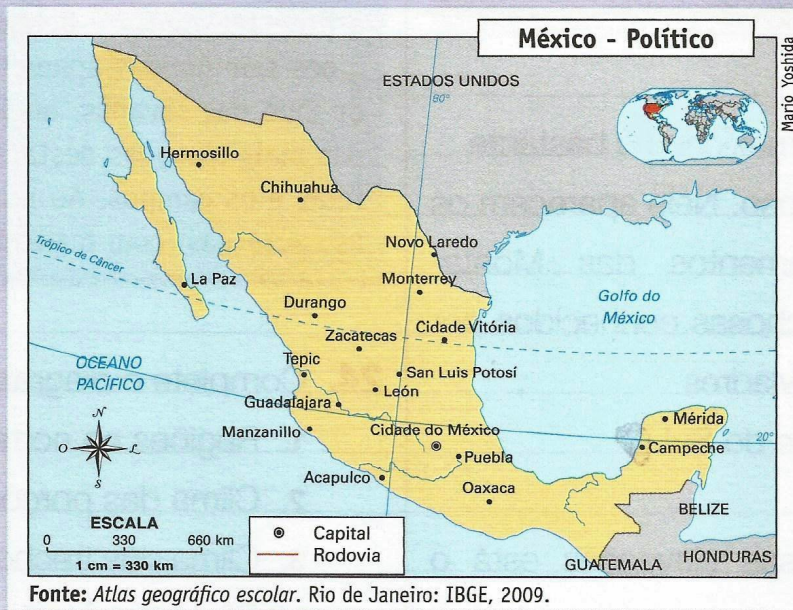 México - Político
Mario Yoshida
ESTADOS UNIDOS
80°
Hermosillo
Chihuahua
Novo Laredo
Trópico de Câncer
La Paz
Monterrey
Golfo do
México
Durango
Cidade Vitória
Zacatecas
OCEANO
PACÍFICO
Tepic
San Luis Potosí
León
Guadalajara
Mérida
Manzanillo
Cidade do México
20°
Campeche
N
O
L
S
Puebla
Acapulco
Oaxaca
BELIZE
ESCALA
0 330 660 km
1 cm = 330 km
Capital
Rodovia
GUATEMALA
HONDURAS
Fonte: Atlas geográfico escolar. Rio de Janeiro: IBGE, 2009.